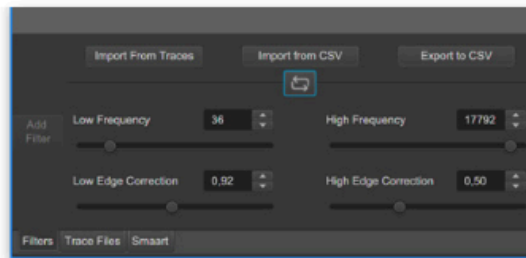 Import From Traces Import from CSV Export to CSV
Add Filter
Low Frequency 36 High Frequency 17792
Low Edge Correction 0,92 High Edge Correction 0,50
Filters Trace Files Smaart